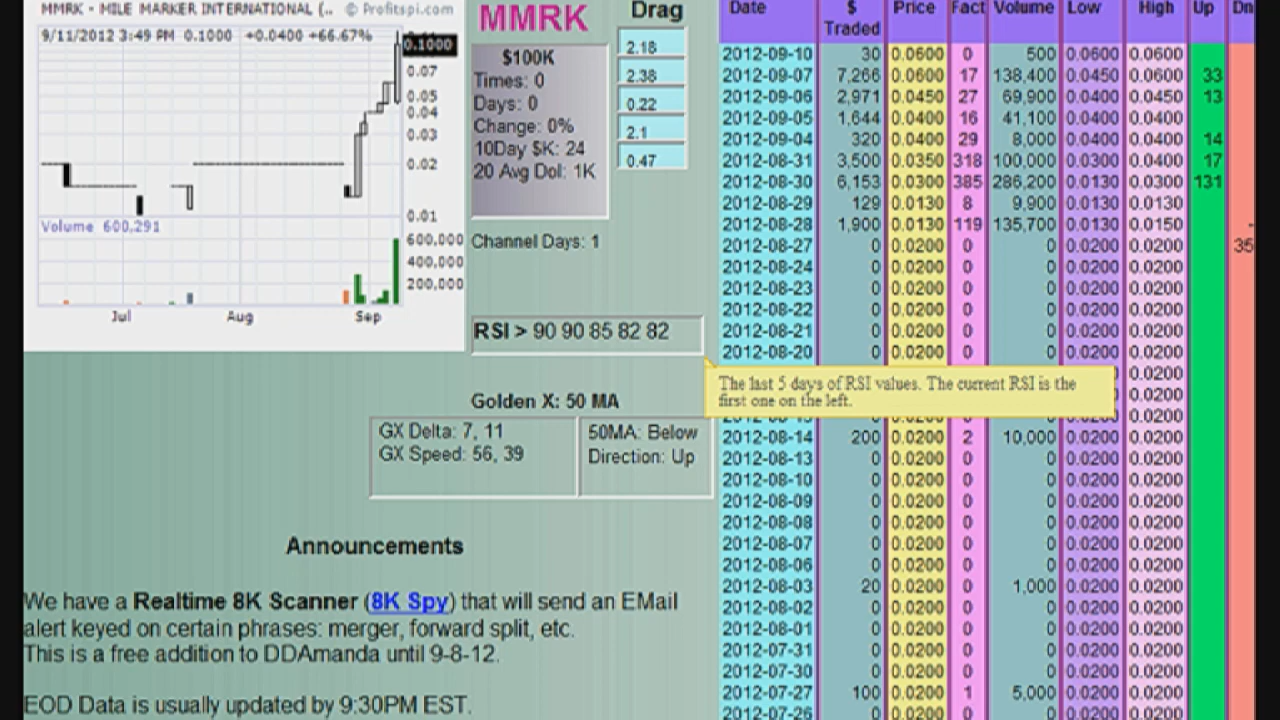 MMRK - MILE MARKER INTERNATIONAL (.. © Profitspi.com
9/11/2012 3:49 PM 0.1000 +0.0400 +66.67%
0.1000
0.07
0.05
0.04
0.03
0.02
0.01
Volume 600,291
600,000
400,000
200,000
Jul Aug Sep
MMRK
$100K
Times: 0
Days: 0
Change: 0%
10Day $K: 24
20 Avg Dol: 1K
Drag
2.18
2.38
0.22
2.1
0.47
Channel Days: 1
RSI > 90 90 85 82 82
The last 5 days of RSI values. The current RSI is the
first one on the left.
Golden X: 50 MA
GX Delta: 7, 11
GX Speed: 56, 39
50MA: Below
Direction: Up
Announcements
We have a Realtime 8K Scanner (8K Spy) that will send an EMail
alert keyed on certain phrases: merger, forward split, etc.
This is a free addition to DDAmanda until 9-8-12.
EOD Data is usually updated by 9:30PM EST.
Date $ Traded Price Fact Volume Low High Up Dn
2012-09-10 30 0.0600 0 500 0.0600 0.0600
2012-09-07 7,266 0.0600 17 138,400 0.0450 0.0600 33
2012-09-06 2,971 0.0450 27 69,900 0.0400 0.0450 13
2012-09-05 1,644 0.0400 16 41,100 0.0400 0.0400
2012-09-04 320 0.0400 29 8,000 0.0400 0.0400 14
2012-08-31 3,500 0.0350 318 100,000 0.0300 0.0400 17
2012-08-30 6,153 0.0300 385 286,200 0.0130 0.0300 131
2012-08-29 129 0.0130 8 9,900 0.0130 0.0130
2012-08-28 1,900 0.0130 119 135,700 0.0130 0.0150 -
2012-08-27 0 0.0200 0 0 0.0200 0.0200 35
2012-08-24 0 0.0200 0 0 0.0200 0.0200
2012-08-23 0 0.0200 0 0 0.0200 0.0200
2012-08-22 0 0.0200 0 0 0.0200 0.0200
2012-08-21 0 0.0200 0 0 0.0200 0.0200
2012-08-20 0 0.0200 0 0 0.0200 0.0200
0.0200
0.0200
0.0200
2012-08-14 200 0.0200 2 10,000 0.0200 0.0200
2012-08-13 0 0.0200 0 0 0.0200 0.0200
2012-08-10 0 0.0200 0 0 0.0200 0.0200
2012-08-09 0 0.0200 0 0 0.0200 0.0200
2012-08-08 0 0.0200 0 0 0.0200 0.0200
2012-08-07 0 0.0200 0 0 0.0200 0.0200
2012-08-06 0 0.0200 0 0 0.0200 0.0200
2012-08-03 20 0.0200 0 1,000 0.0200 0.0200
2012-08-02 0 0.0200 0 0 0.0200 0.0200
2012-08-01 0 0.0200 0 0 0.0200 0.0200
2012-07-31 0 0.0200 0 0 0.0200 0.0200
2012-07-30 0 0.0200 0 0 0.0200 0.0200
2012-07-27 100 0.0200 1 5,000 0.0200 0.0200
2012-07-26 0 0.0200 0 0 0.0200 0.0200